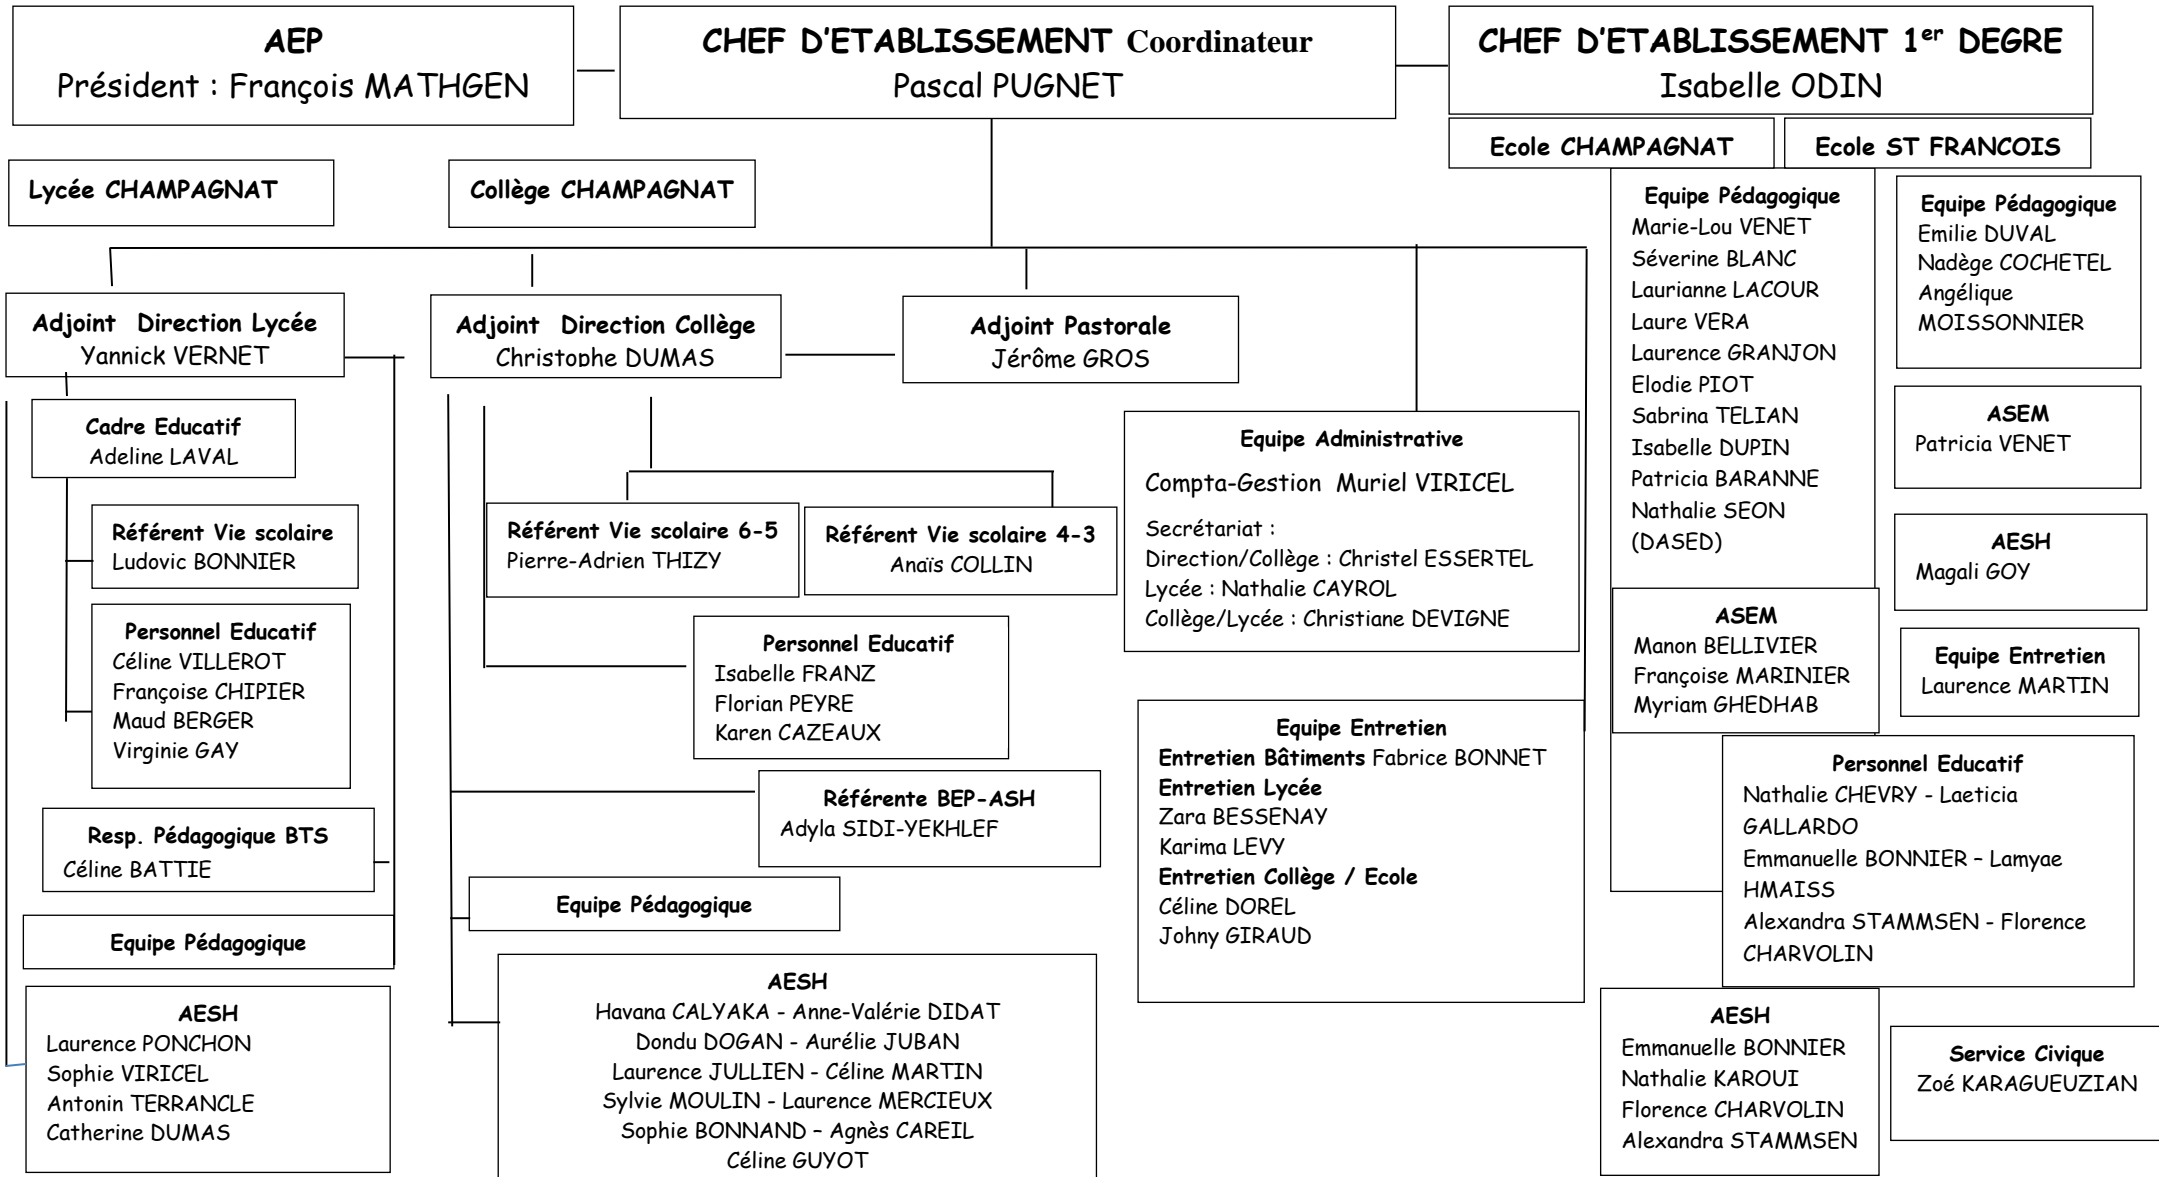 AEP
Président : François MATHGEN
CHEF D'ETABLISSEMENT Coordinateur
Pascal PUGNET
CHEF D'ETABLISSEMENT 1er DEGRE
Isabelle ODIN
Ecole CHAMPAGNAT
Ecole ST FRANCOIS
Lycée CHAMPAGNAT
Collège CHAMPAGNAT
Adjoint Direction Lycée
Yannick VERNET
Cadre Educatif
Adeline LAVAL
Référent Vie scolaire
Ludovic BONNIER
Personnel Educatif
Céline VILLEROT
Françoise CHIPIER
Maud BERGER
Virginie GAY
Resp. Pédagogique BTS
Céline BATTIE
Equipe Pédagogique
AESH
Laurence PONCHON
Sophie VIRICEL
Antonin TERRANCLE
Catherine DUMAS
Adjoint Direction Collège
Christophe DUMAS
Adjoint Pastorale
Jérôme GROS
Référent Vie scolaire 6-5
Pierre-Adrien THIZY
Référent Vie scolaire 4-3
Anaïs COLLIN
Personnel Educatif
Isabelle FRANZ
Florian PEYRE
Karen CAZEAUX
Référente BEP-ASH
Adyla SIDI-YEKHLEF
Equipe Pédagogique
AESH
Havana CALYAKA - Anne-Valérie DIDAT
Dondu DOGAN - Aurélie JUBAN
Laurence JULLIEN - Céline MARTIN
Sylvie MOULIN - Laurence MERCIEUX
Sophie BONNAND – Agnès CAREIL
Céline GUYOT
Equipe Administrative
Compta-Gestion Muriel VIRICEL
Secrétariat :
Direction/Collège : Christel ESSERTEL
Lycée : Nathalie CAYROL
Collège/Lycée : Christiane DEVIGNE
Equipe Entretien
Entretien Bâtiments Fabrice BONNET
Entretien Lycée
Zara BESSENAY
Karima LEVY
Entretien Collège / Ecole
Céline DOREL
Johny GIRAUD
Equipe Pédagogique
Marie-Lou VENET
Séverine BLANC
Laurianne LACOUR
Laure VERA
Laurence GRANJON
Elodie PIOT
Sabrina TELIAN
Isabelle DUPIN
Patricia BARANNE
Nathalie SEON
(DASED)
ASEM
Manon BELLIVIER
Françoise MARINIER
Myriam GHEDHAB
Personnel Educatif
Nathalie CHEVRY - Laeticia
GALLARDO
Emmanuelle BONNIER – Lamyae
HMAISS
Alexandra STAMMSEN - Florence
CHARVOLIN
AESH
Emmanuelle BONNIER
Nathalie KAROUI
Florence CHARVOLIN
Alexandra STAMMSEN
Equipe Pédagogique
Emilie DUVAL
Nadège COCHETEL
Angélique
MOISSONNIER
ASEM
Patricia VENET
AESH
Magali GOY
Equipe Entretien
Laurence MARTIN
Service Civique
Zoé KARAGUEUZIAN